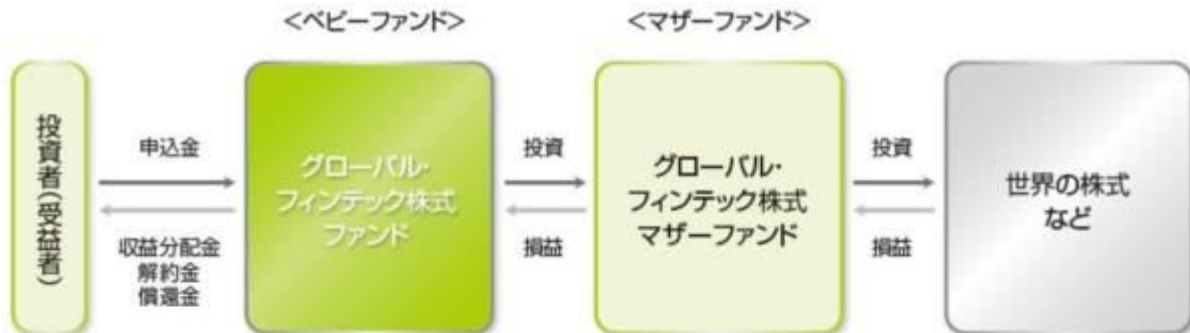 <ベビーファンド>
<マザーファンド>
投資者(受益者)
申込金
収益分配金
解約金
償還金
グローバル・
フィンテック株式
ファンド
投資
損益
グローバル・
フィンテック株式
マザーファンド
投資
損益
世界の株式
など